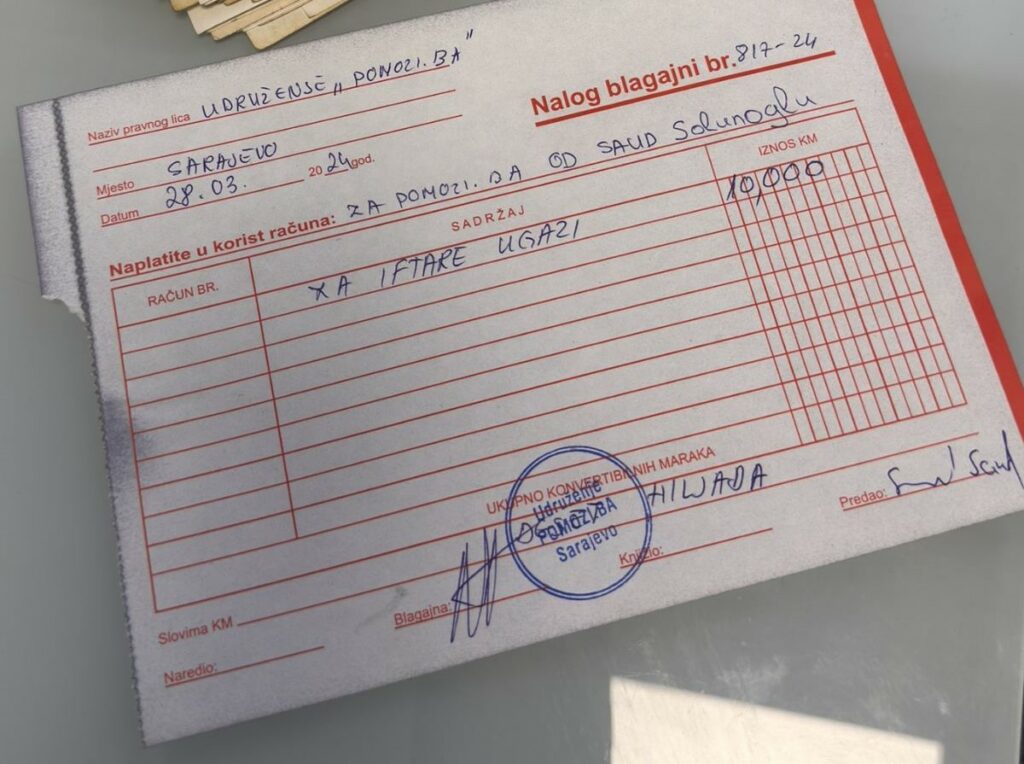 Naziv pravnog lica UDRUŽENJE „POMOZI.BA"
Nalog blagajni br. 817-24
Mjesto SARAJEVO
Datum 28.03. 2024 god.
Naplatite u korist računa: ZA POMOZI.BA OD SAUD Solunoglu
RAČUN BR. SADRŽAJ IZNOS KM
ZA IFTARE UGAZI 10,000
UKUPNO KONVERTIBILNIH MARAKA
Slovima KM HILJADA
Udruženje
POMOZI.BA
Sarajevo
Naredio: Blagajna: Knjižio: Predao: